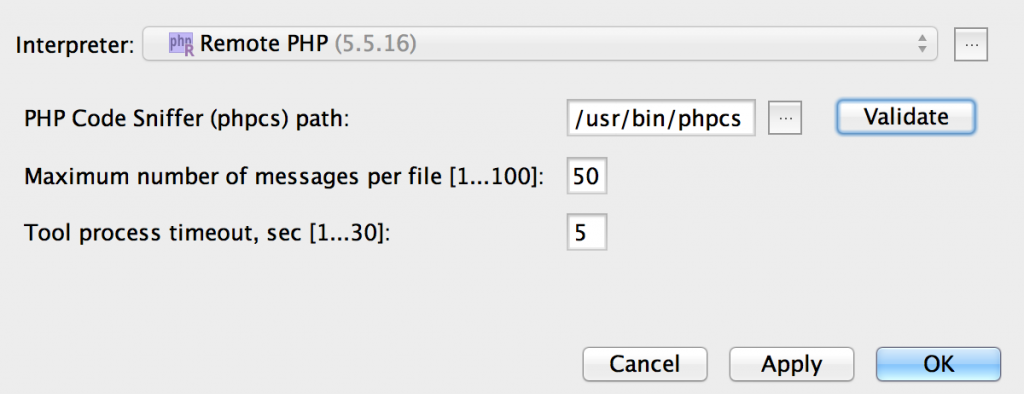 Interpreter: php R Remote PHP (5.5.16) ...
PHP Code Sniffer (phpcs) path: /usr/bin/phpcs ... Validate
Maximum number of messages per file [1...100]: 50
Tool process timeout, sec [1...30]: 5
Cancel Apply OK